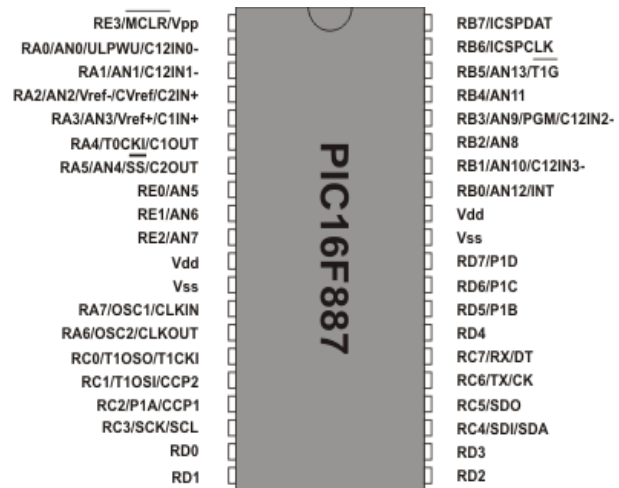 RE3/MCLR/Vpp
RA0/AN0/ULPWU/C12IN0-
RA1/AN1/C12IN1-
RA2/AN2/Vref-/CVref/C2IN+
RA3/AN3/Vref+/C1IN+
RA4/T0CKI/C1OUT
RA5/AN4/SS/C2OUT
RE0/AN5
RE1/AN6
RE2/AN7
Vdd
Vss
RA7/OSC1/CLKIN
RA6/OSC2/CLKOUT
RC0/T1OSO/T1CKI
RC1/T1OSI/CCP2
RC2/P1A/CCP1
RC3/SCK/SCL
RD0
RD1
PIC16F887
RB7/ICSPDAT
RB6/ICSPCLK
RB5/AN13/T1G
RB4/AN11
RB3/AN9/PGM/C12IN2-
RB2/AN8
RB1/AN10/C12IN3-
RB0/AN12/INT
Vdd
Vss
RD7/P1D
RD6/P1C
RD5/P1B
RD4
RC7/RX/DT
RC6/TX/CK
RC5/SDO
RC4/SDI/SDA
RD3
RD2